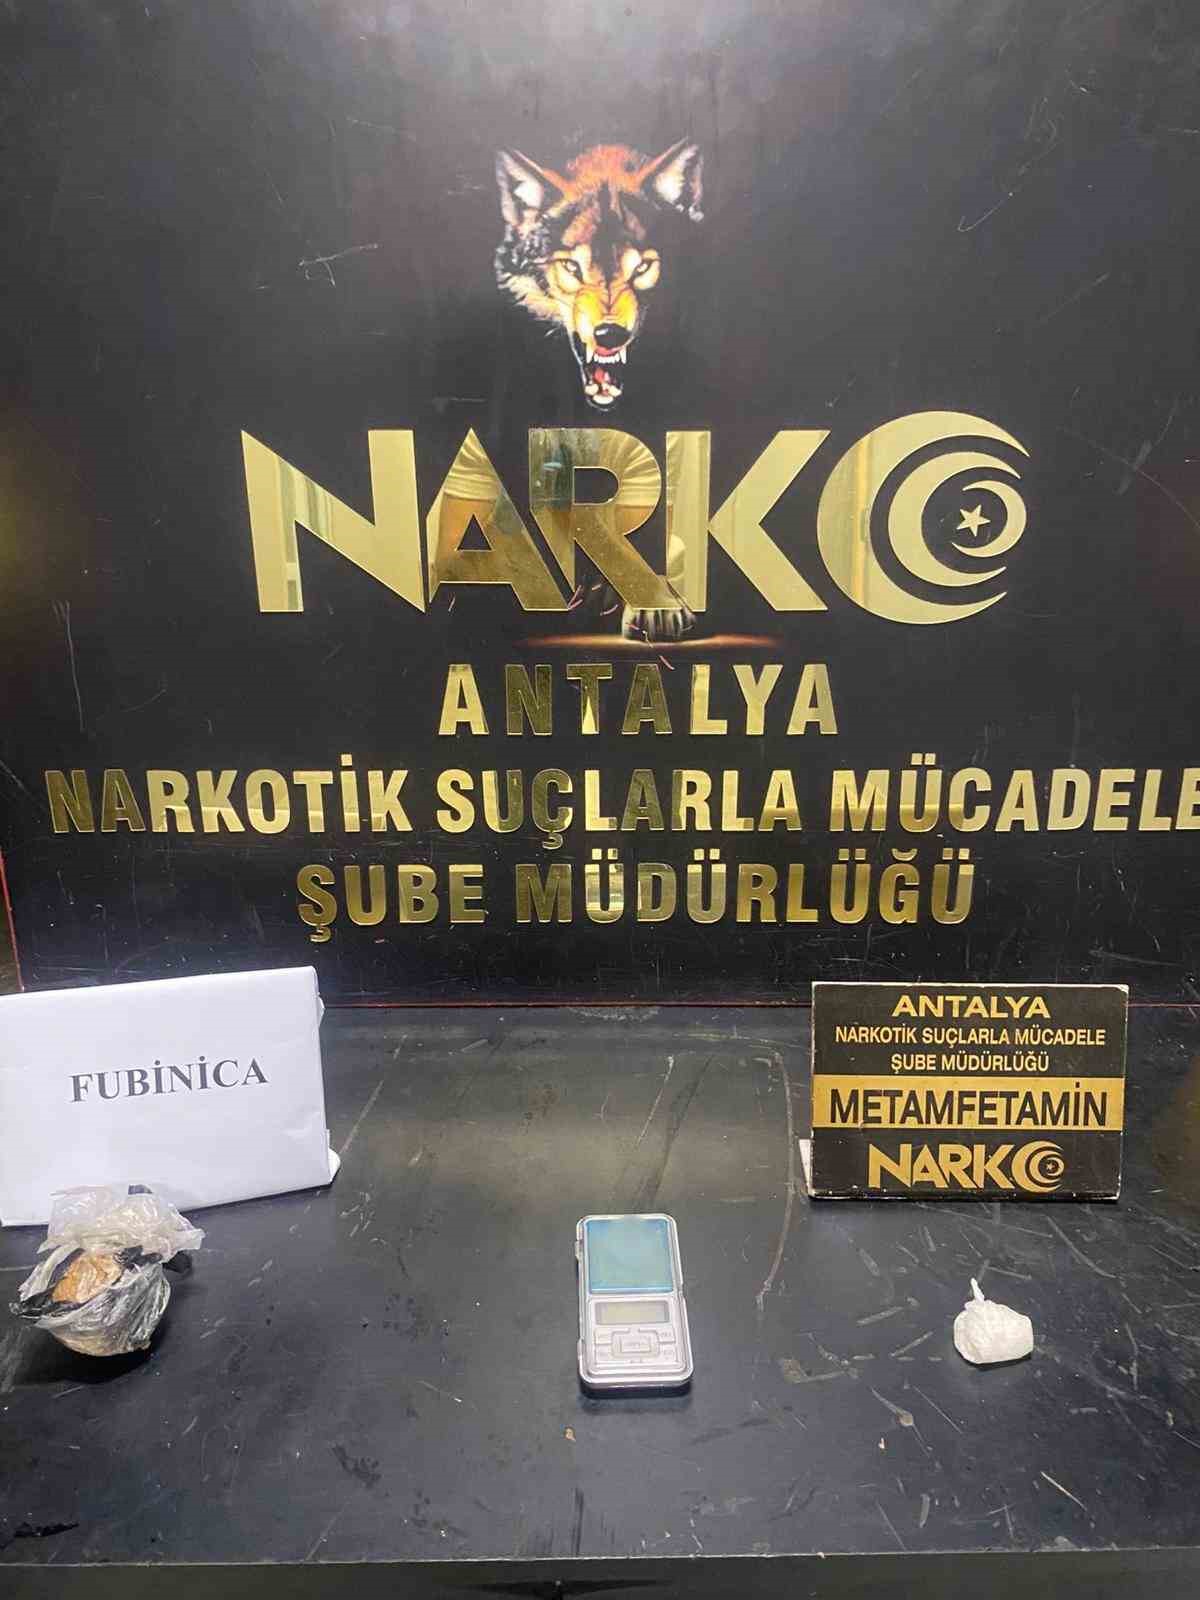 NARKO
ANTALYA
NARKOTİK SUÇLARLA MÜCADELE
ŞUBE MÜDÜRLÜĞÜ
FUBİNİCA
ANTALYA
NARKOTİK SUÇLARLA MÜCADELE
ŞUBE MÜDÜRLÜĞÜ
METAMFETAMİN
NARKO